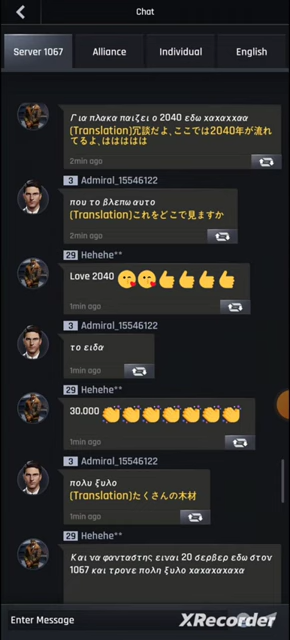 Chat
Server 1067
Alliance
Individual
English
Για πλακα παιζει ο 2040 εδω χαχαχχαα
(Translation)冗談だよ、ここでは2040年が流れ
てるよ、はははははは
2min ago
3 Admiral_15546122
που το βλεπω αυτο
(Translation)これをどこで見ますか
2min ago
29 Hehehe**
Love 2040 😘😘👍👍👍👍
1min ago
3 Admiral_15546122
το ειδα
1min ago
29 Hehehe**
30.000 👏👏👏👏👏👏👏
1min ago
3 Admiral_15546122
πολυ ξυλο
(Translation)たくさんの木材
1min ago
29 Hehehe**
Και να φανταστης ειναι 20 σερβερ εδω στον
1067 και τρονε πολη ξυλο χαχαχαχαχα
Enter Message
XRecorder